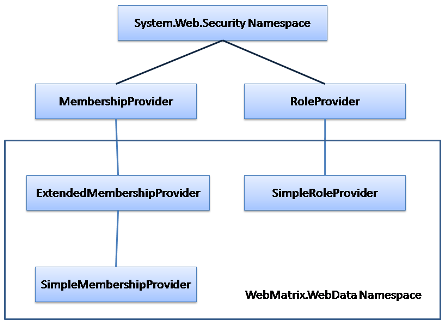 System.Web.Security Namespace
MembershipProvider
RoleProvider
ExtendedMembershipProvider
SimpleRoleProvider
SimpleMembershipProvider
WebMatrix.WebData Namespace